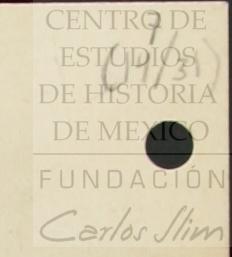 CENTRO DE
ESTUDIOS
DE HISTORIA
DE MEXICO
FUNDACIÓN
Carlos Slim